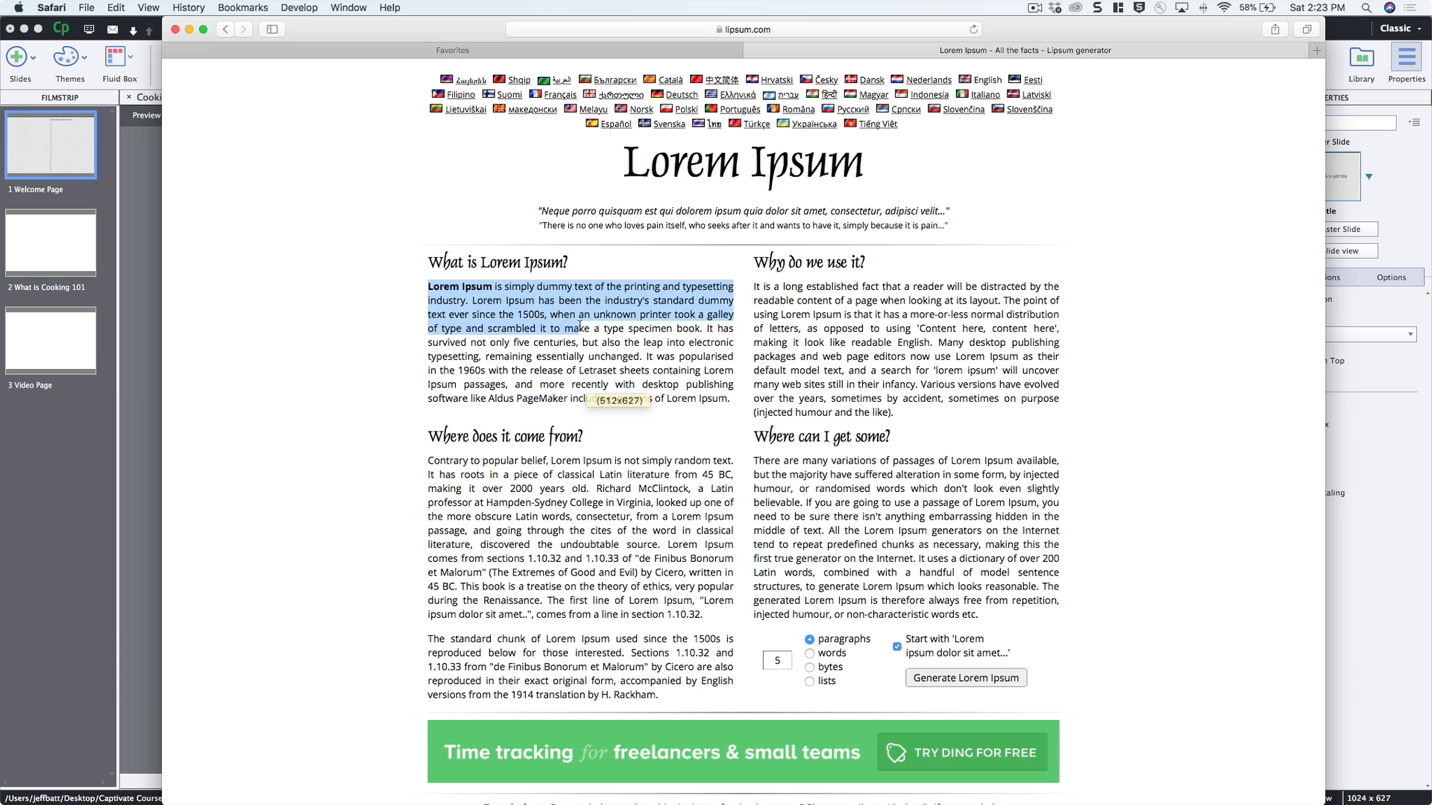 Safari File Edit View History Bookmarks Develop Window Help 58% Sat 2:23 PM
Cp lipsum.com Classic
Favorites Lorem Ipsum - All the facts - Lipsum generator
Slides Themes Fluid Box Library Properties
FILMSTRIP × Cooki ERTIES
Preview
1 Welcome Page
2 What is Cooking 101
3 Video Page
Հայերեն Shqip العربية Български Català 中文简体 Hrvatski Česky Dansk Nederlands English Eesti
Filipino Suomi Français ქართული Deutsch Ελληνικά עברית हिन्दी Magyar Indonesia Italiano Latviski
Lietuviškai македонски Melayu Norsk Polski Português Româna Русский Српски Slovenčina Slovenščina
Español Svenska ไทย Türkçe Українська Tiếng Việt
Lorem Ipsum
"Neque porro quisquam est qui dolorem ipsum quia dolor sit amet, consectetur, adipisci velit..."
"There is no one who loves pain itself, who seeks after it and wants to have it, simply because it is pain..."
What is Lorem Ipsum?
Lorem Ipsum is simply dummy text of the printing and typesetting
industry. Lorem Ipsum has been the industry's standard dummy
text ever since the 1500s, when an unknown printer took a galley
of type and scrambled it to make a type specimen book. It has
survived not only five centuries, but also the leap into electronic
typesetting, remaining essentially unchanged. It was popularised
in the 1960s with the release of Letraset sheets containing Lorem
Ipsum passages, and more recently with desktop publishing
software like Aldus PageMaker of Lorem Ipsum.
(512x627)
Why do we use it?
It is a long established fact that a reader will be distracted by the
readable content of a page when looking at its layout. The point of
using Lorem Ipsum is that it has a more-or-less normal distribution
of letters, as opposed to using 'Content here, content here',
making it look like readable English. Many desktop publishing
packages and web page editors now use Lorem Ipsum as their
default model text, and a search for 'lorem ipsum' will uncover
many web sites still in their infancy. Various versions have evolved
over the years, sometimes by accident, sometimes on purpose
(injected humour and the like).
Where does it come from?
Contrary to popular belief, Lorem Ipsum is not simply random text.
It has roots in a piece of classical Latin literature from 45 BC,
making it over 2000 years old. Richard McClintock, a Latin
professor at Hampden-Sydney College in Virginia, looked up one of
the more obscure Latin words, consectetur, from a Lorem Ipsum
passage, and going through the cites of the word in classical
literature, discovered the undoubtable source. Lorem Ipsum
comes from sections 1.10.32 and 1.10.33 of "de Finibus Bonorum
et Malorum" (The Extremes of Good and Evil) by Cicero, written in
45 BC. This book is a treatise on the theory of ethics, very popular
during the Renaissance. The first line of Lorem Ipsum, "Lorem
ipsum dolor sit amet..", comes from a line in section 1.10.32.
The standard chunk of Lorem Ipsum used since the 1500s is
reproduced below for those interested. Sections 1.10.32 and
1.10.33 from "de Finibus Bonorum et Malorum" by Cicero are also
reproduced in their exact original form, accompanied by English
versions from the 1914 translation by H. Rackham.
Where can I get some?
There are many variations of passages of Lorem Ipsum available,
but the majority have suffered alteration in some form, by injected
humour, or randomised words which don't look even slightly
believable. If you are going to use a passage of Lorem Ipsum, you
need to be sure there isn't anything embarrassing hidden in the
middle of text. All the Lorem Ipsum generators on the Internet
tend to repeat predefined chunks as necessary, making this the
first true generator on the Internet. It uses a dictionary of over 200
Latin words, combined with a handful of model sentence
structures, to generate Lorem Ipsum which looks reasonable. The
generated Lorem Ipsum is therefore always free from repetition,
injected humour, or non-characteristic words etc.
5
paragraphs
words
bytes
lists
Start with 'Lorem
ipsum dolor sit amet...'
Generate Lorem Ipsum
Time tracking for freelancers & small teams TRY DING FOR FREE
er Slide
to add title
tle
ster Slide
lide view
ions Options
on
n Top
x
caling
/Users/jeffbatt/Desktop/Captivate Course
w 1024 x 627